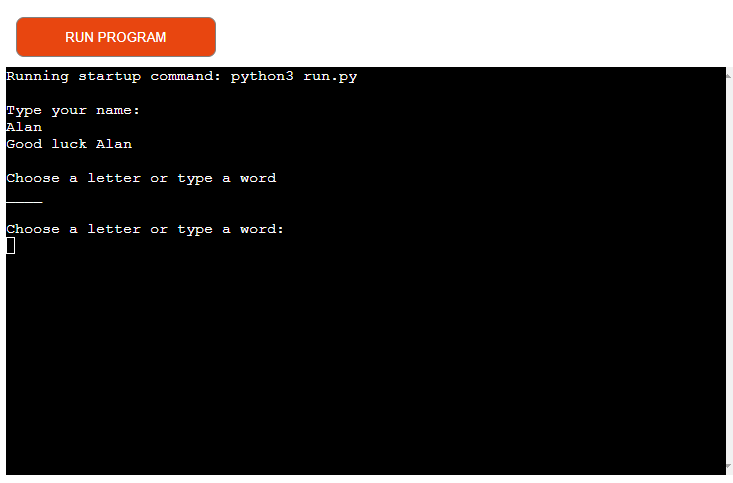 RUN PROGRAM
Running startup command: python3 run.py
Type your name:
Alan
Good luck Alan
Choose a letter or type a word
____
Choose a letter or type a word: